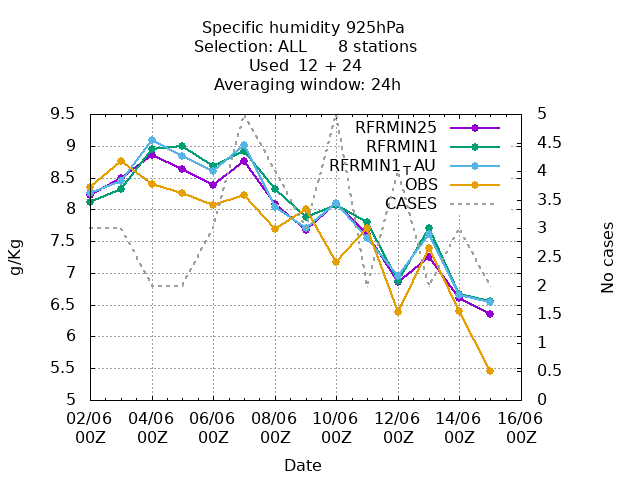 Specific humidity 925hPa
Selection: ALL 8 stations
Used 12 + 24
Averaging window: 24h
9.5
9
8.5
8
7.5
7
6.5
6
5.5
5
g/Kg
RFRMIN25
RFRMIN1
RFRMIN1-AU
OBS
CASES
5
4.5
4
3.5
3
2.5
2
1.5
1
0.5
0
No cases
02/06 04/06 06/06 08/06 10/06 12/06 14/06 16/06
00Z 00Z 00Z 00Z 00Z 00Z 00Z 00Z
Date